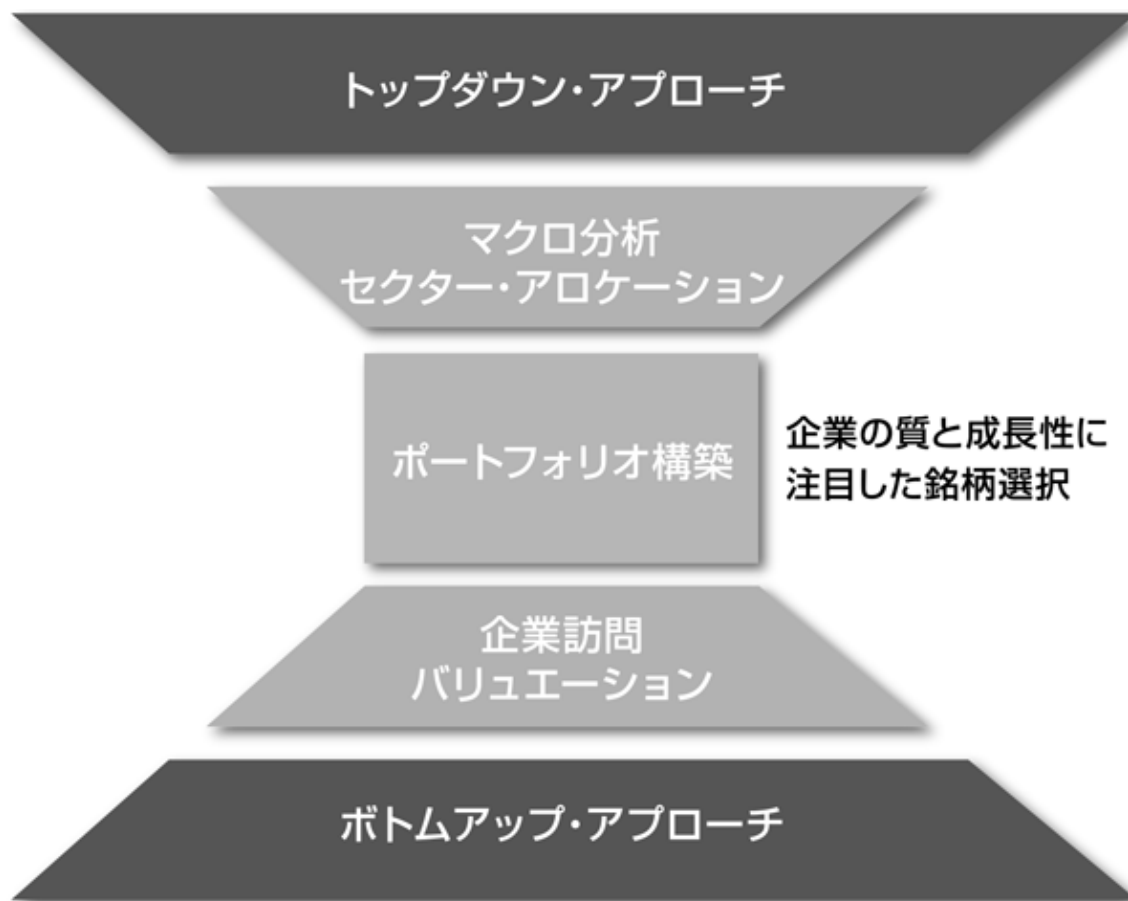 トップダウン・アプローチ
マクロ分析
セクター・アロケーション
ポートフォリオ構築
企業の質と成長性に
注目した銘柄選択
企業訪問
バリュエーション
ボトムアップ・アプローチ